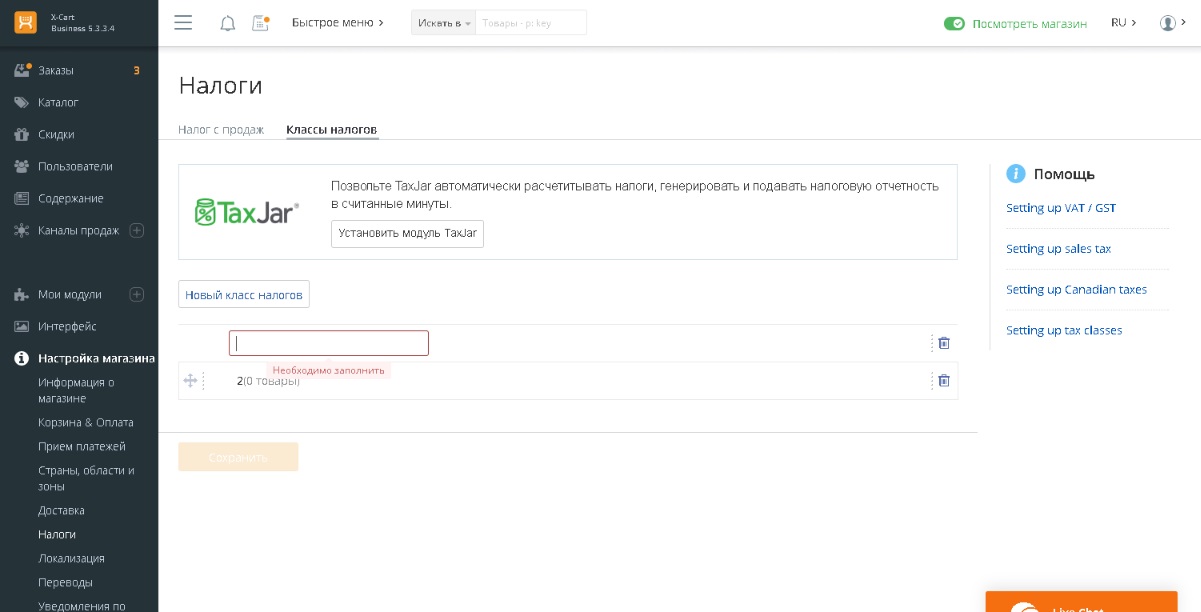 X-Cart
Business 5.3.3.4
Быстрое меню
Искать в
Товары - pr key
Посмотреть магазин
RU
Заказы
3
Каталог
Скидки
Пользователи
Содержание
Каналы продаж
Мои модули
Интерфейс
Настройка магазина
Информация о
магазине
Корзина & Оплата
Прием платежей
Страны, области и
зоны
Доставка
Налоги
Локализация
Переводы
Уведомления по
Налоги
Налог с продаж
Классы налогов
TaxJar®
Позвольте TaxJar автоматически расчетитывать налоги, генерировать и подавать налоговую отчетность
в считанные минуты.
Установить модуль TaxJar
Новый класс налогов
Необходимо заполнить
2(0 товары)
Сохранить
Помощь
Setting up VAT / GST
Setting up sales tax
Setting up Canadian taxes
Setting up tax classes
Live Chat